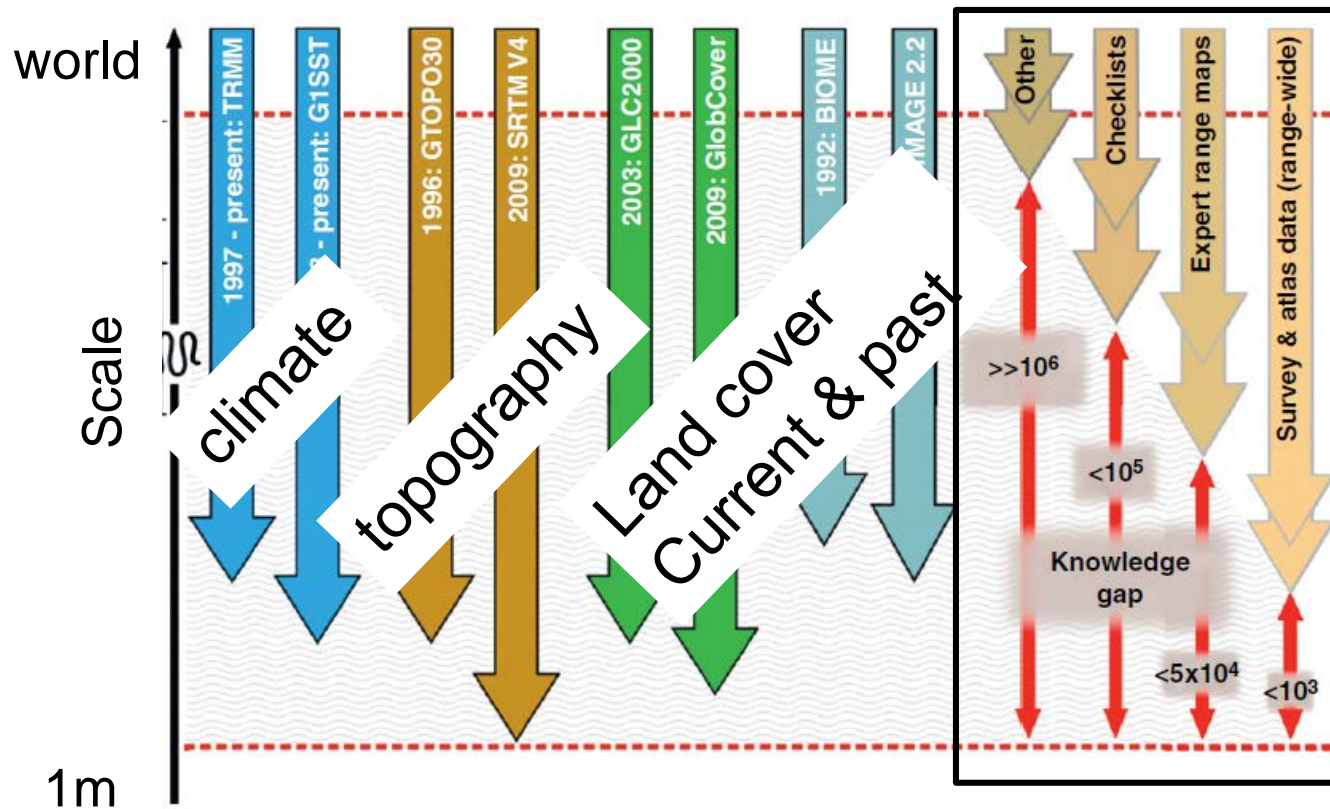 world
Scale
1m
1997 - present: TRMM
- present: G1SST
1996: GTOPO30
2009: SRTM V4
2003: GLC2000
2009: GlobCover
1992: BIOME
IMAGE 2.2
climate
topography
Land cover
Current & past
Other
Checklists
Expert range maps
Survey & atlas data (range-wide)
>>10⁶
<10⁵
Knowledge
gap
<5x10⁴
<10³